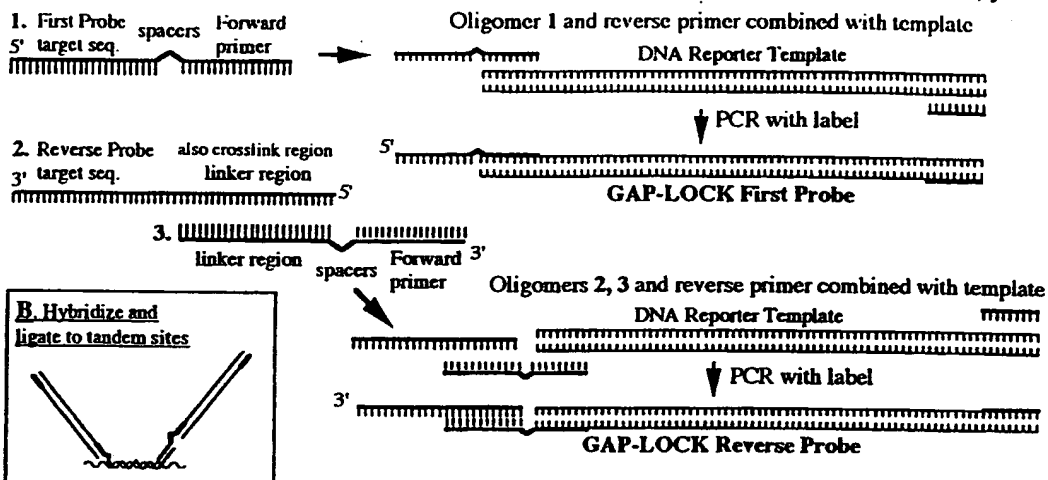 1. First Probe spacers Forward
5' target seq. primer
Oligomer 1 and reverse primer combined with template
DNA Reporter Template
PCR with label
2. Reverse Probe also crosslink region
3' target seq. linker region
5'
5'
GAP-LOCK First Probe
3.
linker region spacers Forward primer 3'
Oligomers 2, 3 and reverse primer combined with template
DNA Reporter Template
B. Hybridize and
ligate to tandem sites
PCR with label
3'
GAP-LOCK Reverse Probe